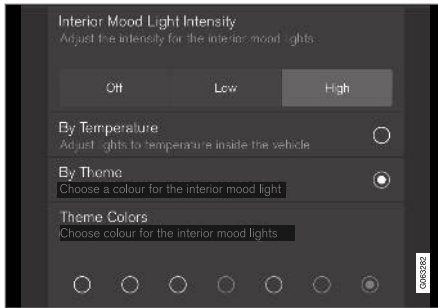 Interior Mood Light Intensity
Adjust the intensity for the interior mood lights
Off Low High
By Temperature
Adjust lights to temperature inside the vehicle
By Theme
Choose a colour for the interior mood light
Theme Colors
Choose colour for the interior mood lights
G063282